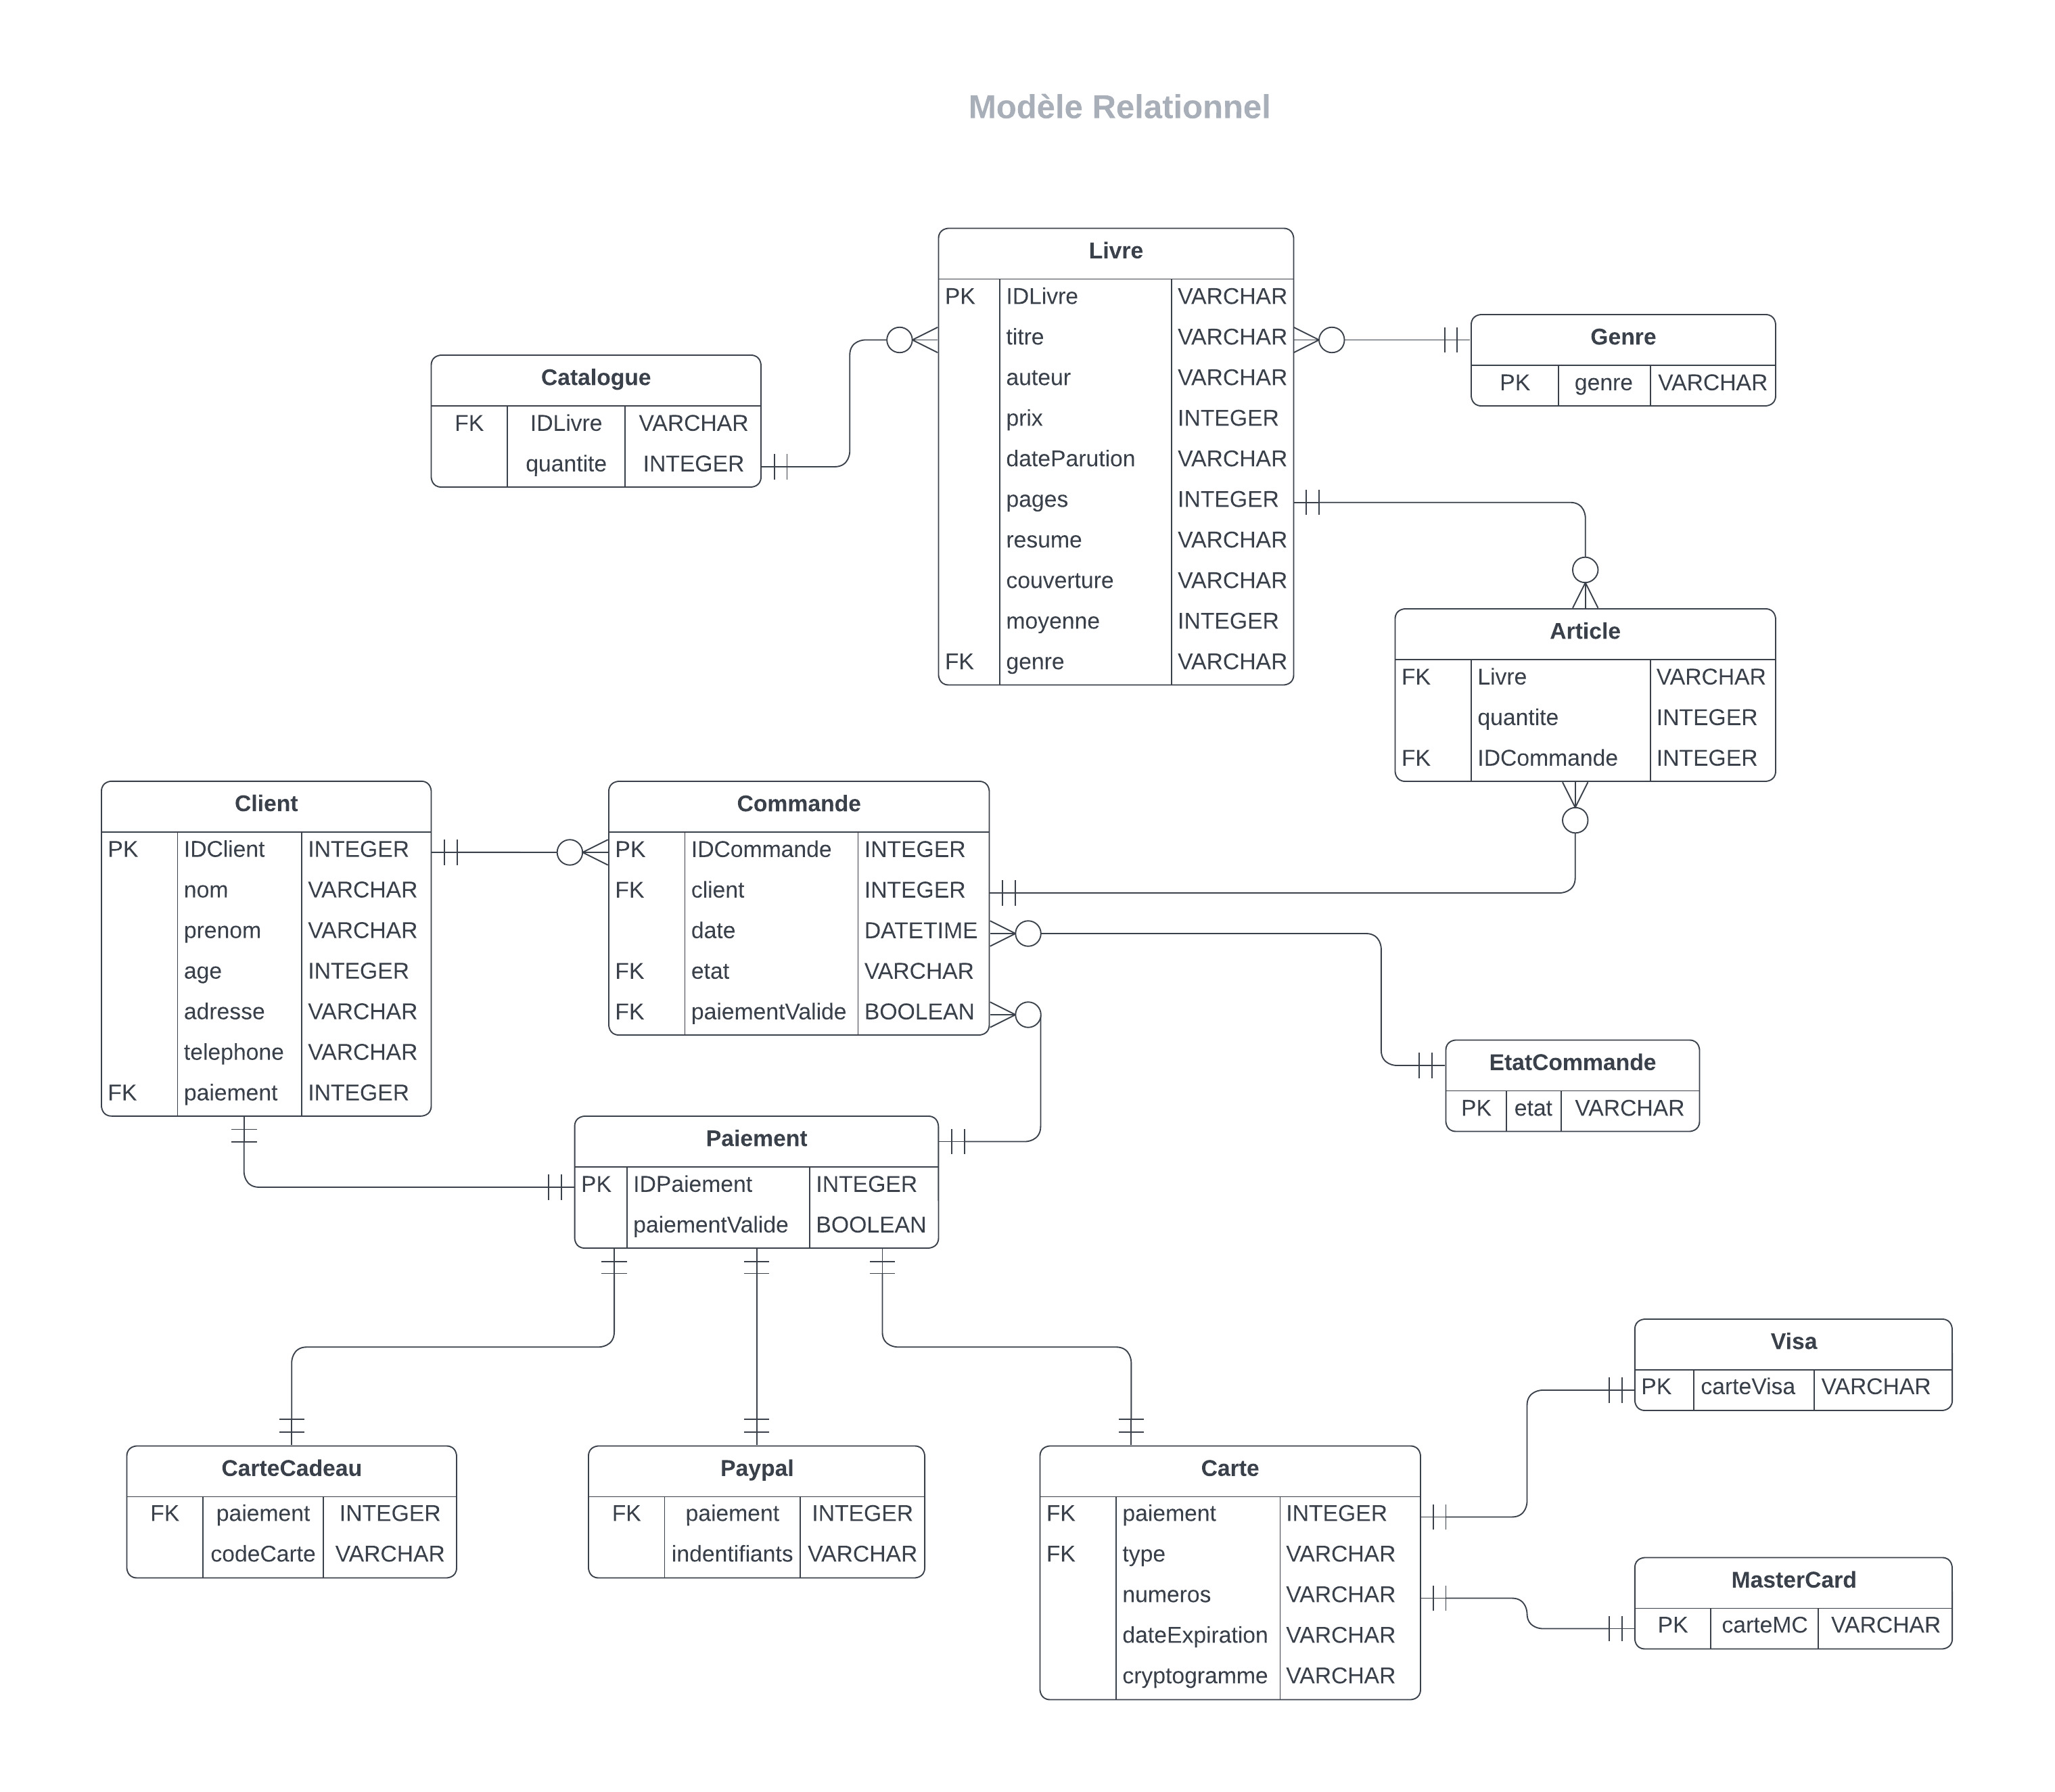 Modèle Relationnel
Livre
PK IDLivre VARCHAR
titre VARCHAR
auteur VARCHAR
prix INTEGER
dateParution VARCHAR
pages INTEGER
resume VARCHAR
couverture VARCHAR
moyenne INTEGER
FK genre VARCHAR
Genre
PK genre VARCHAR
Catalogue
FK IDLivre VARCHAR
quantite INTEGER
Article
FK Livre VARCHAR
quantite INTEGER
FK IDCommande INTEGER
Client
PK IDClient INTEGER
nom VARCHAR
prenom VARCHAR
age INTEGER
adresse VARCHAR
telephone VARCHAR
FK paiement INTEGER
Commande
PK IDCommande INTEGER
FK client INTEGER
date DATETIME
FK etat VARCHAR
FK paiementValide BOOLEAN
EtatCommande
PK etat VARCHAR
Paiement
PK IDPaiement INTEGER
paiementValide BOOLEAN
Visa
PK carteVisa VARCHAR
CarteCadeau
FK paiement INTEGER
codeCarte VARCHAR
Paypal
FK paiement INTEGER
indentifiants VARCHAR
Carte
FK paiement INTEGER
FK type VARCHAR
numeros VARCHAR
dateExpiration VARCHAR
cryptogramme VARCHAR
MasterCard
PK carteMC VARCHAR